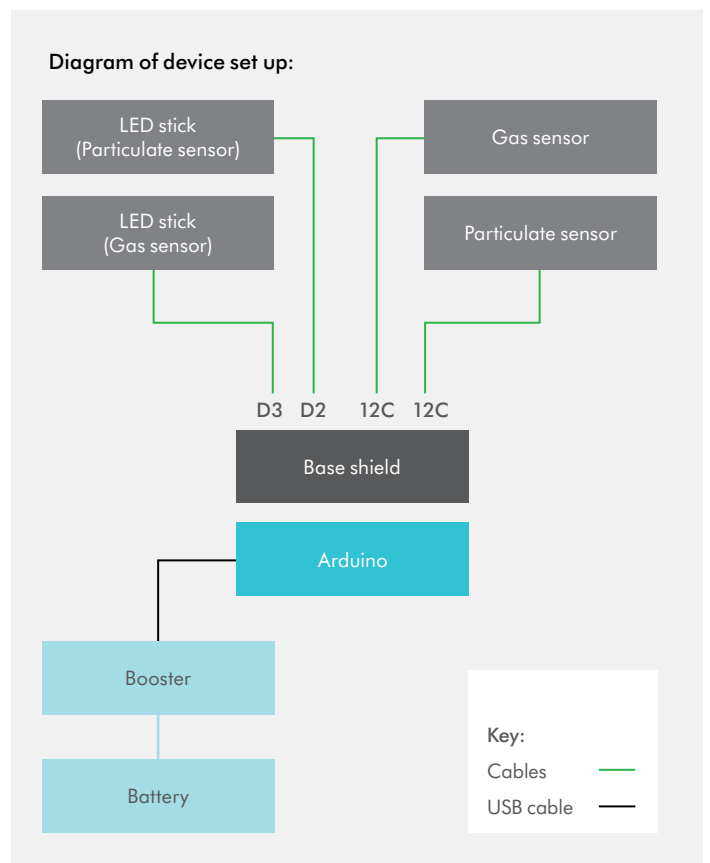 Diagram of device set up:
LED stick
(Particulate sensor)
Gas sensor
LED stick
(Gas sensor)
Particulate sensor
D3 D2 12C 12C
Base shield
Arduino
Booster
Battery
Key:
Cables
USB cable